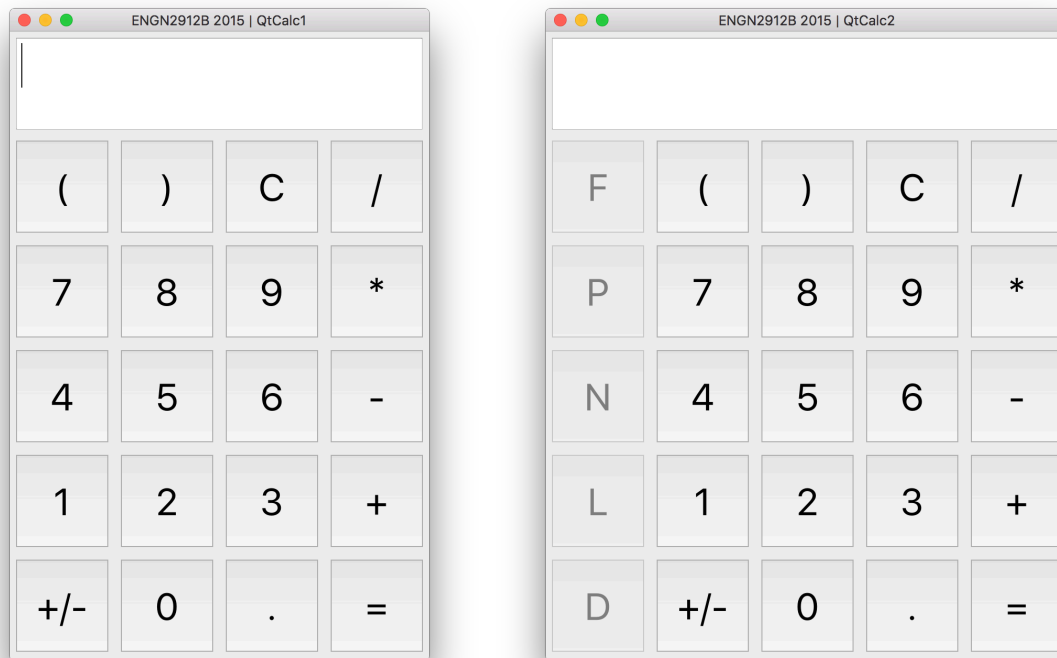 ENGN2912B 2015 | QtCalc1
( ) C /
7 8 9 *
4 5 6 -
1 2 3 +
+/- 0 . =
ENGN2912B 2015 | QtCalc2
F ( ) C /
P 7 8 9 *
N 4 5 6 -
L 1 2 3 +
D +/- 0 . =